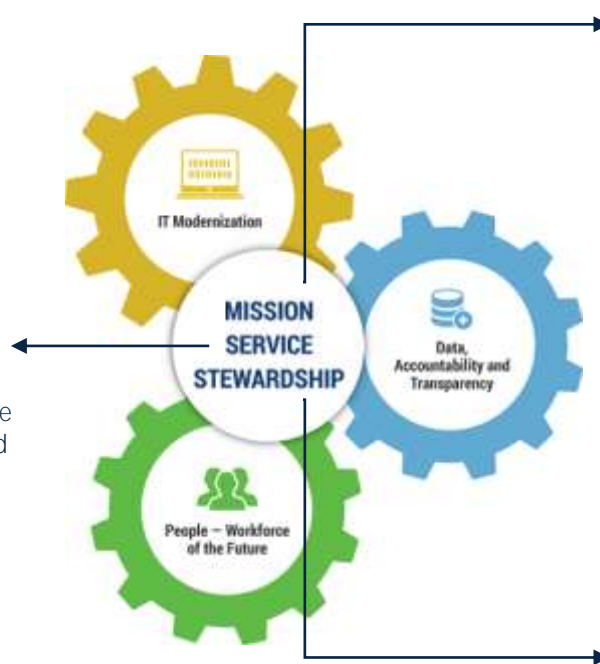 IT Modernization
MISSION
SERVICE
STEWARDSHIP
Data,
Accountability and
Transparency
e
d
People – Workforce
of the Future